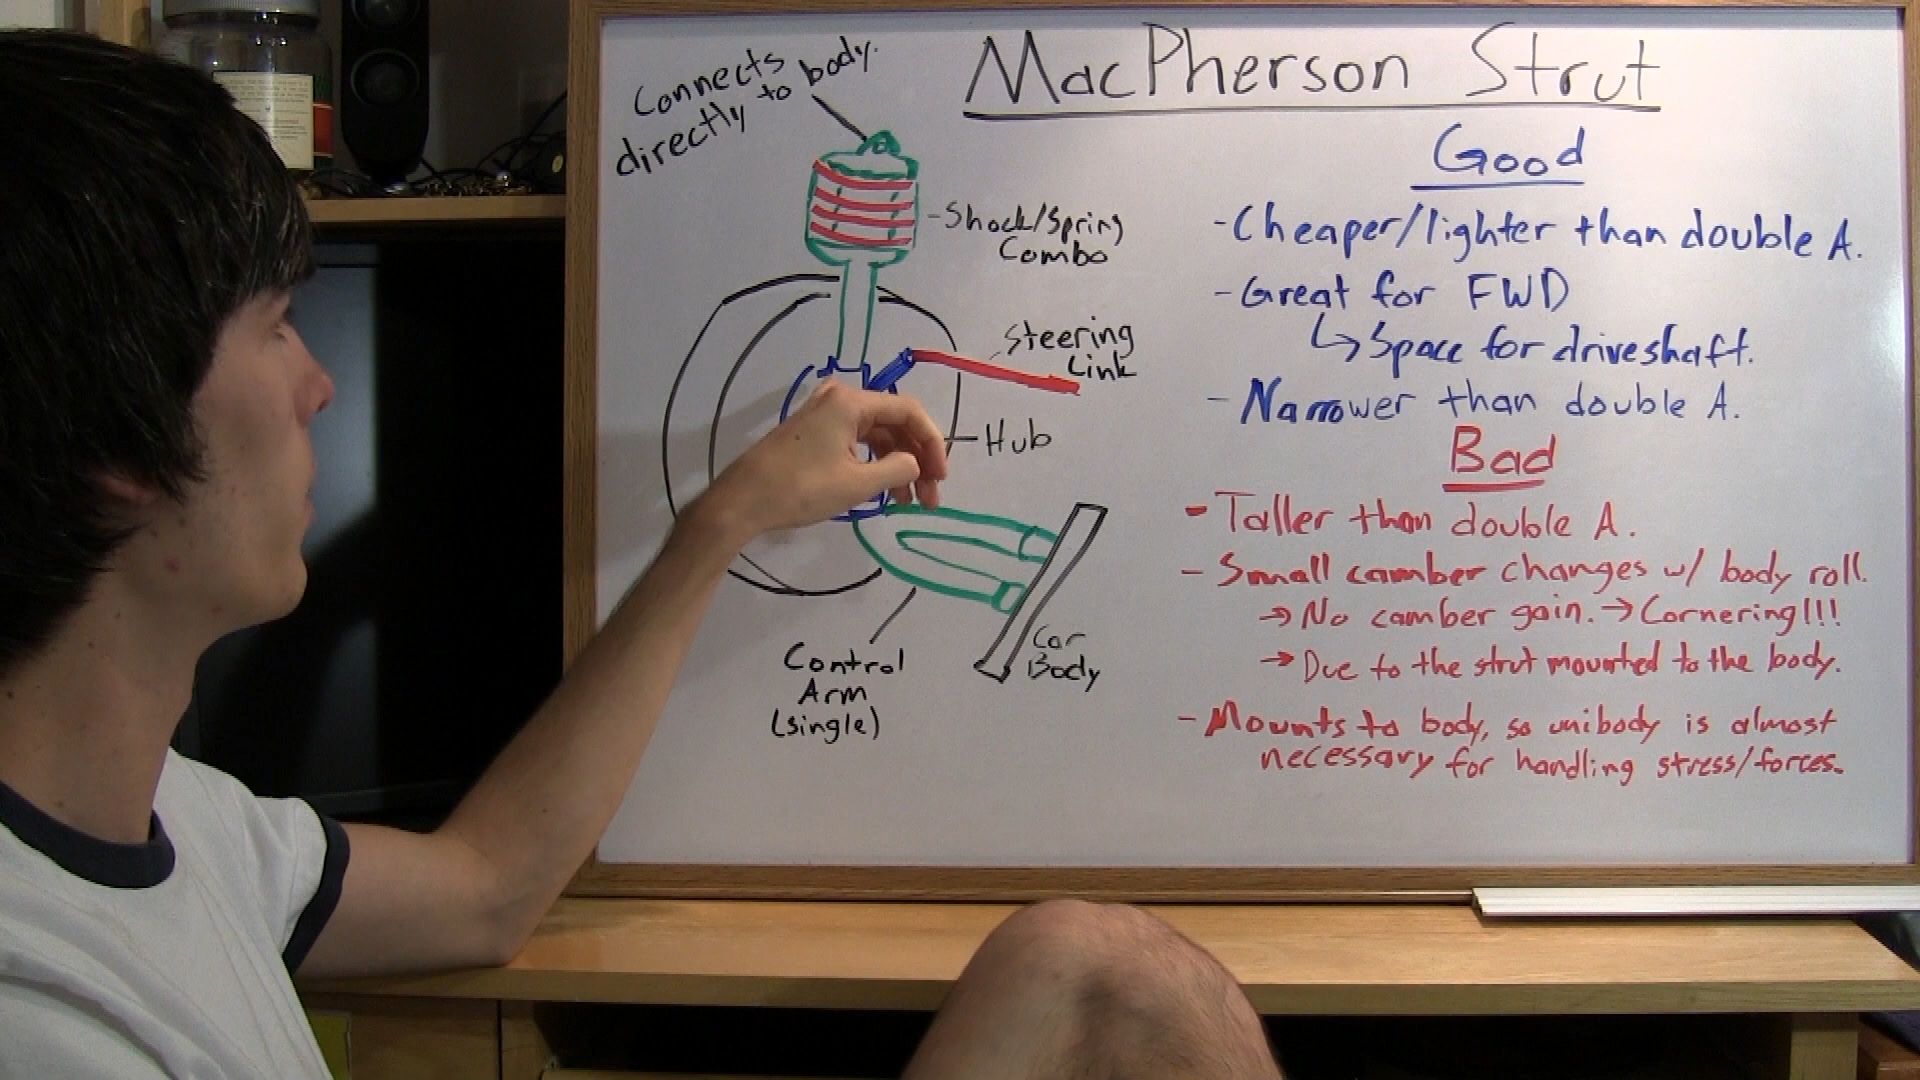 MacPherson Strut
Connects
directly to body.
-Shock/Spring
Combo
Steering
Link
-Hub
Control
Arm
(single)
Car
Body
Good
-Cheaper/lighter than double A.
-Great for FWD
↳ Space for driveshaft.
- Narrower than double A.
Bad
- Taller than double A.
- Small camber changes w/ body roll.
→ No camber gain. → Cornering!!!
→ Due to the strut mounted to the body.
- Mounts to body, so unibody is almost
necessary for handling stress/forces.